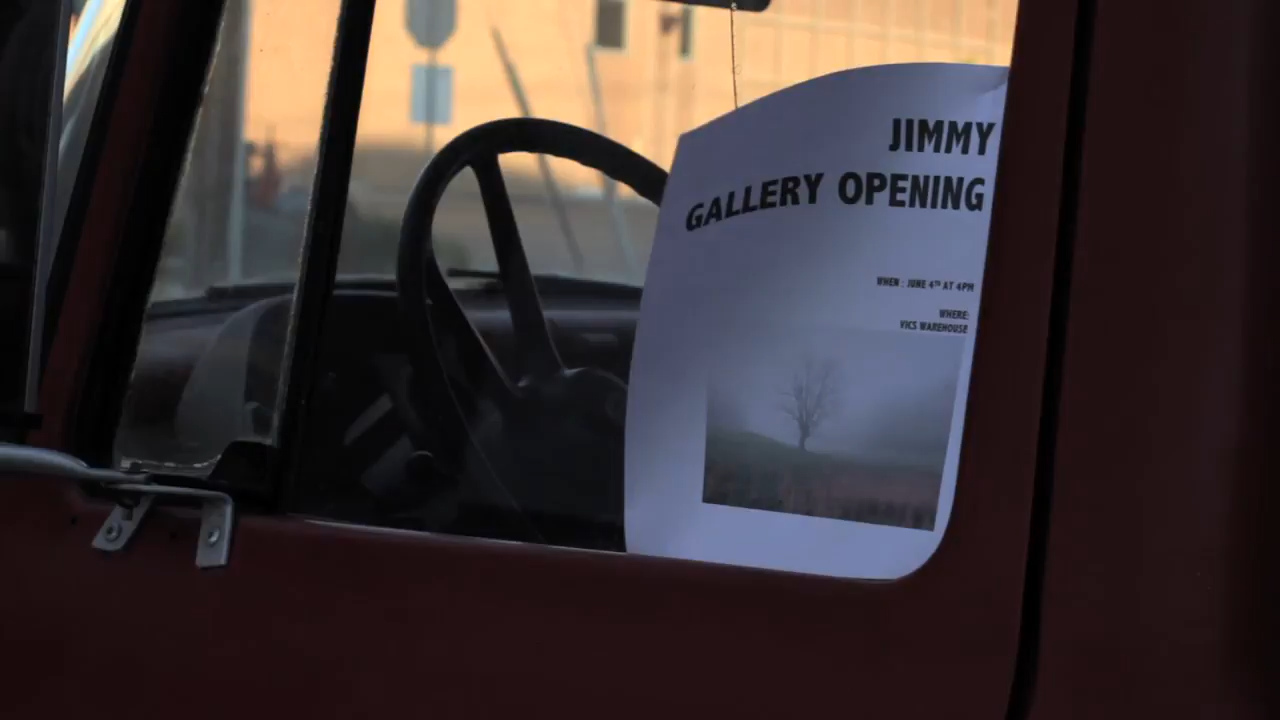 JIMMY
GALLERY OPENING
WHEN : JUNE 4TH AT 4PM
WHERE:
VICS WAREHOUSE